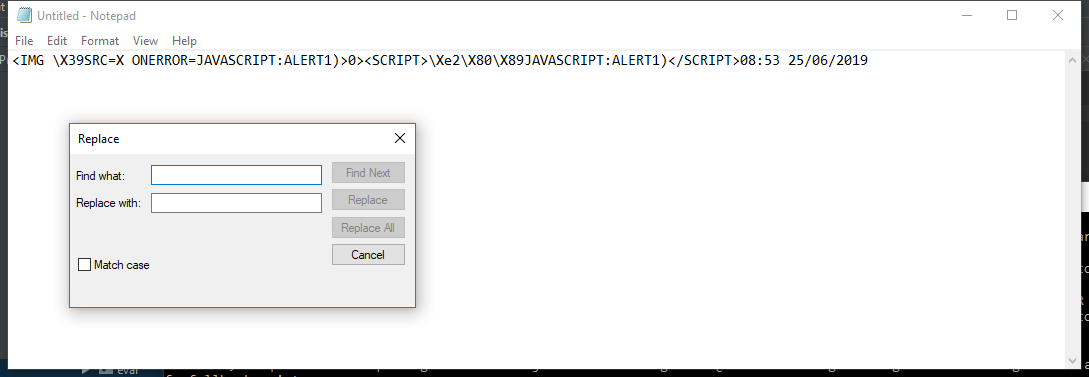 Untitled - Notepad
File Edit Format View Help
<IMG \X39SRC=X ONERROR=JAVASCRIPT:ALERT1)>0><SCRIPT>\Xe2\X80\X89JAVASCRIPT:ALERT1)</SCRIPT>08:53 25/06/2019
Replace
Find what:
Find Next
Replace with:
Replace
Replace All
Cancel
Match case
eval